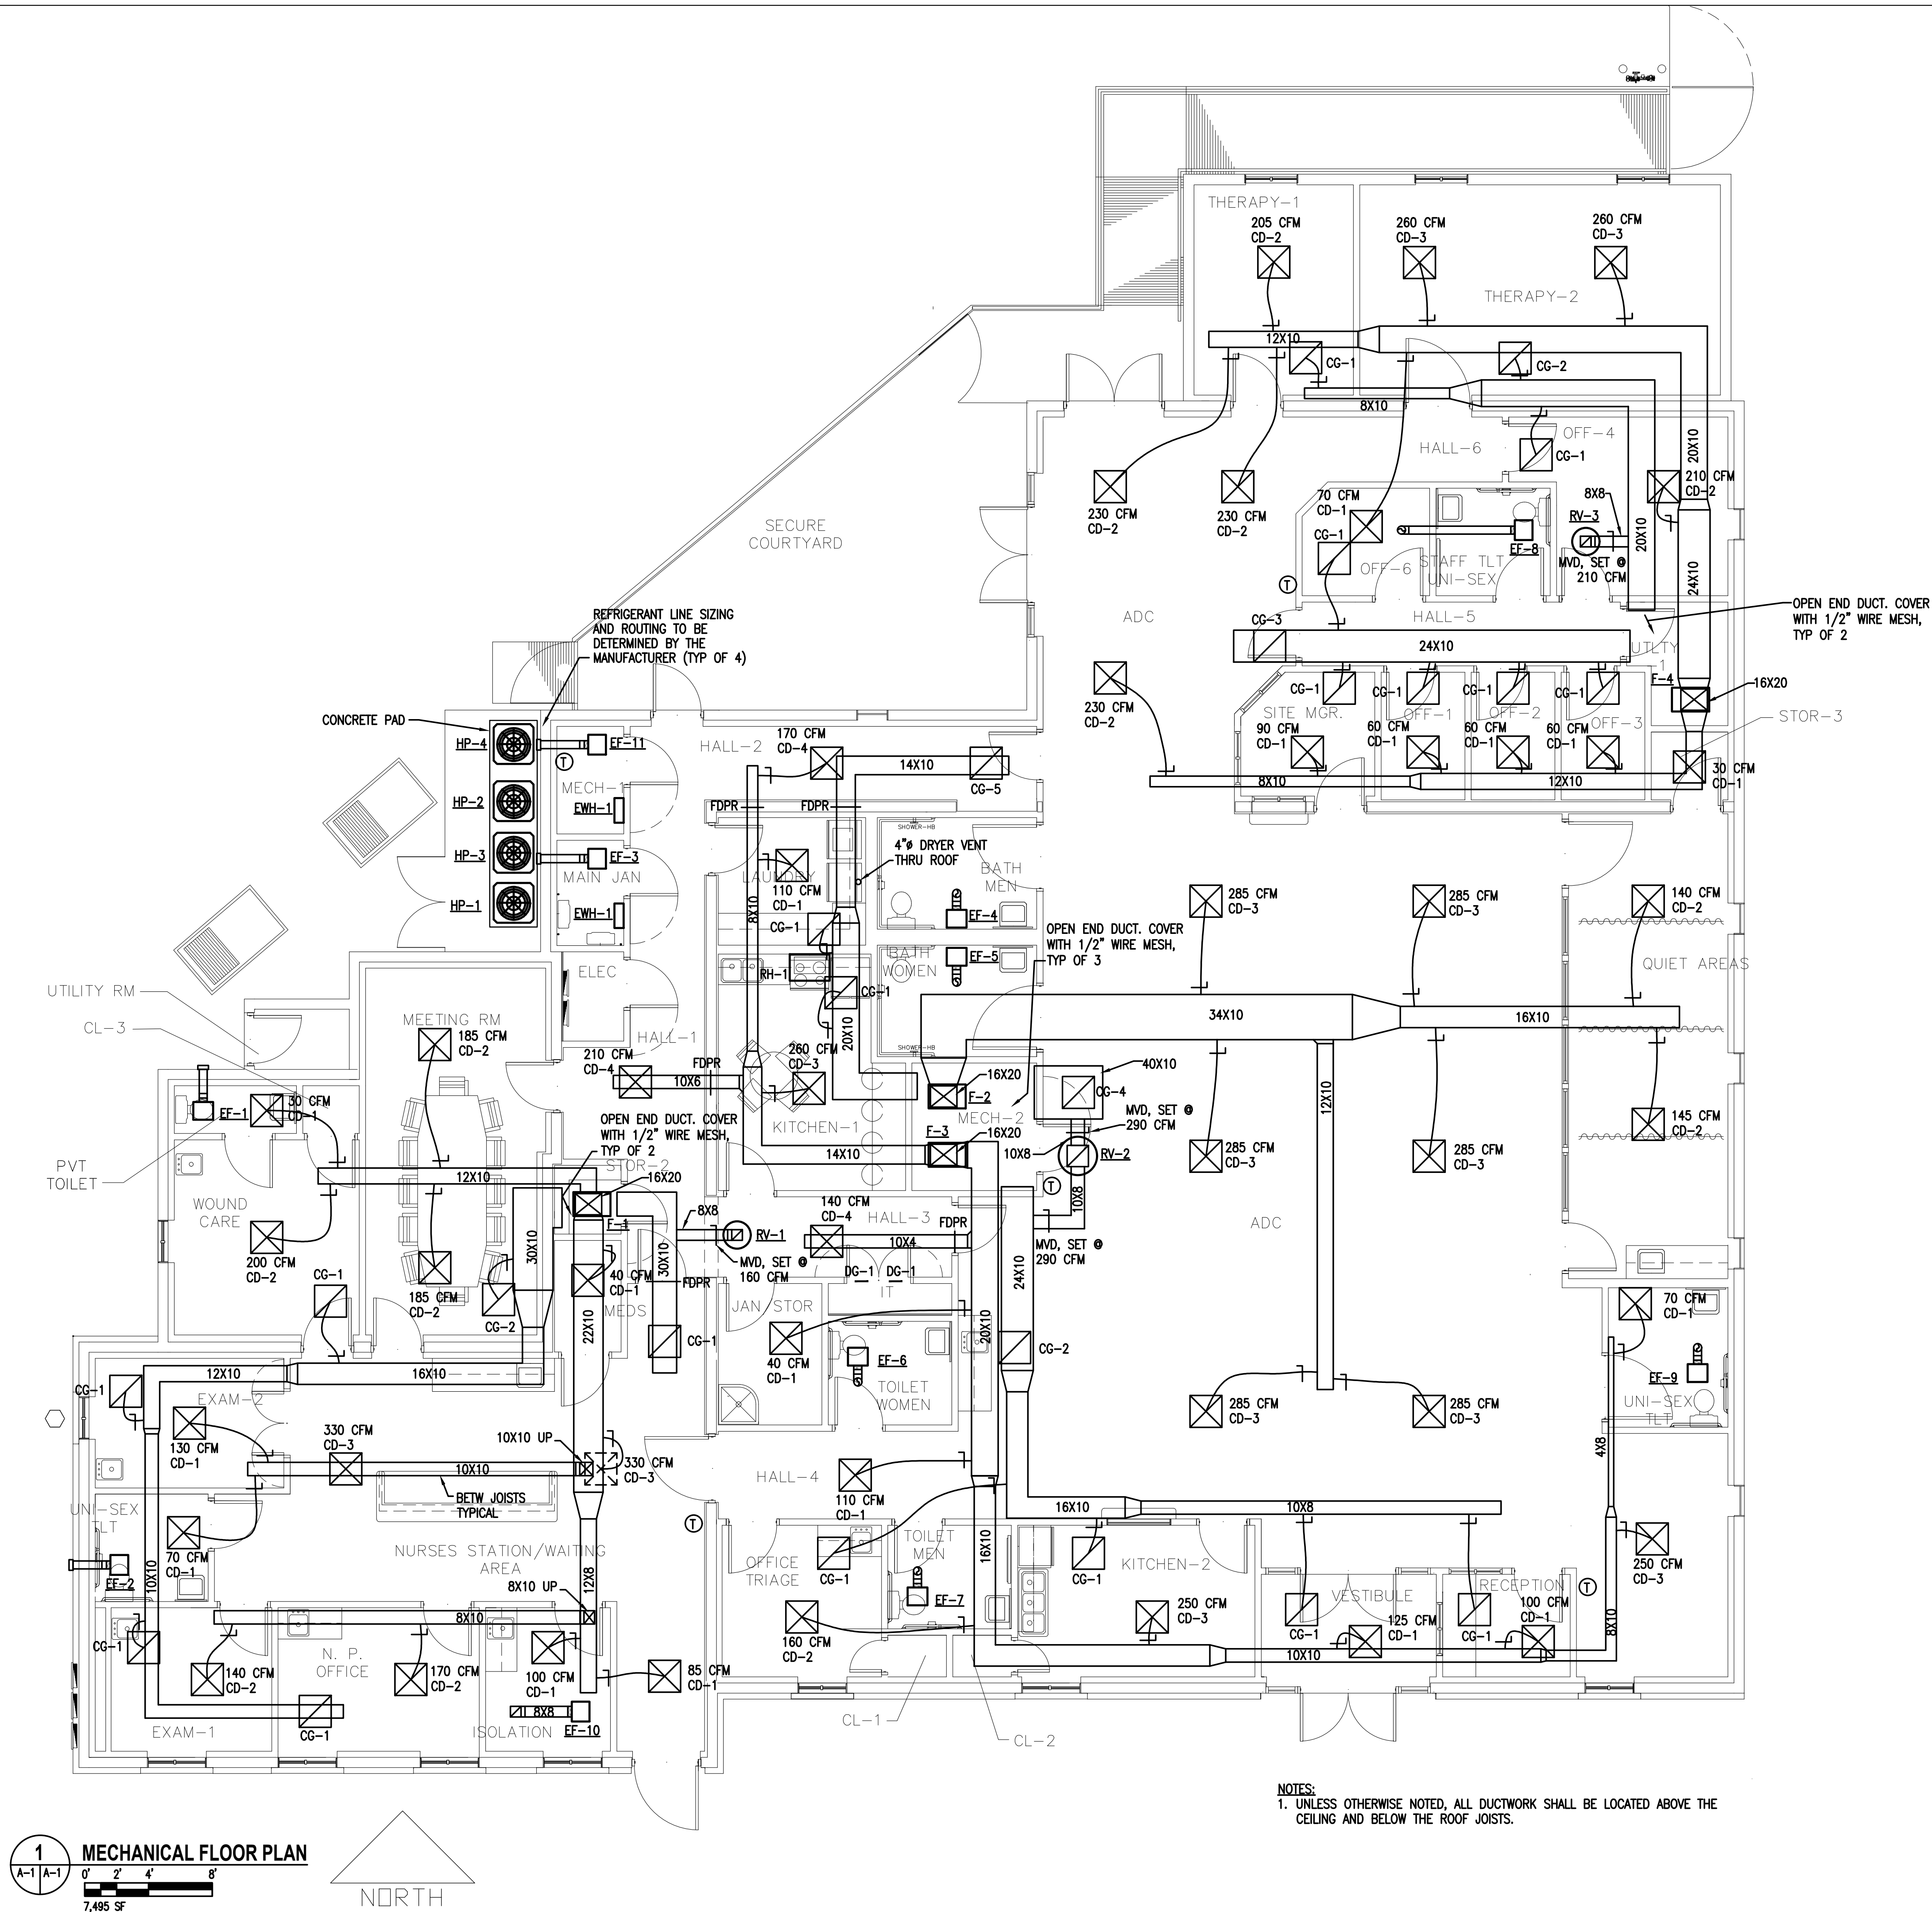 THERAPY-1
205 CFM
CD-2
260 CFM
CD-3
260 CFM
CD-3
THERAPY-2
12X10
CG-1
CG-2
8X10
OFF-4
HALL-6
CG-1
20X10
210 CFM
CD-2
8X8
RV-3
20X10
MVD, SET @
210 CFM
230 CFM
CD-2
230 CFM
CD-2
70 CFM
CD-1
CG-1
EF-8
STAFF TLT
UNI-SEX
OFF-6
T
24X10
SECURE
COURTYARD
OPEN END DUCT. COVER
WITH 1/2" WIRE MESH,
TYP OF 2
ADC
HALL-5
CG-3
24X10
UTLTY
1
F-4
16X20
STOR-3
230 CFM
CD-2
CG-1
CG-1
CG-1
CG-1
SITE MGR.
OFF-1
OFF-2
OFF-3
90 CFM
CD-1
60 CFM
CD-1
60 CFM
CD-1
60 CFM
CD-1
30 CFM
CD-1
8X10
12X10
REFRIGERANT LINE SIZING
AND ROUTING TO BE
DETERMINED BY THE
MANUFACTURER (TYP OF 4)
CONCRETE PAD
HP-4
HP-2
HP-3
HP-1
EF-11
T
MECH-1
EWH-1
EF-3
MAIN JAN
EWH-1
HALL-2
170 CFM
CD-4
14X10
CG-5
FDPR
FDPR
SHOWER-HB
4"Ø DRYER VENT
THRU ROOF
BATH
MEN
LAUNDRY
110 CFM
CD-1
8X10
CG-1
EF-4
EF-5
BATH
WOMEN
OPEN END DUCT. COVER
WITH 1/2" WIRE MESH,
TYP OF 3
RH-1
CG-1
20X10
SHOWER-HB
ELEC
HALL-1
UTILITY RM
CL-3
MEETING RM
185 CFM
CD-2
210 CFM
CD-4
FDPR
10X6
260 CFM
CD-3
KITCHEN-1
16X20
F-2
MECH-2
F-3
16X20
14X10
285 CFM
CD-3
285 CFM
CD-3
140 CFM
CD-2
QUIET AREAS
34X10
16X10
12X10
40X10
CG-4
MVD, SET @
290 CFM
10X8
RV-2
T
10X8
MVD, SET @
290 CFM
285 CFM
CD-3
285 CFM
CD-3
145 CFM
CD-2
ADC
EF-1
30 CFM
CD-1
PVT
TOILET
OPEN END DUCT. COVER
WITH 1/2" WIRE MESH,
TYP OF 2
STOR-2
16X20
12X10
WOUND
CARE
200 CFM
CD-2
CG-1
185 CFM
CD-2
CG-2
30X10
F-1
40 CFM
CD-1
MEDS
22X10
30X10
8X8
RV-1
MVD, SET @
160 CFM
FDPR
CG-1
140 CFM
CD-4
HALL-3
FDPR
10X4
DG-1
DG-1
IT
JAN STOR
40 CFM
CD-1
EF-6
TOILET
WOMEN
20X10
24X10
CG-2
285 CFM
CD-3
285 CFM
CD-3
70 CFM
CD-1
EF-9
UNI-SEX
TLT
4X8
12X10
16X10
CG-1
EXAM-2
130 CFM
CD-1
330 CFM
CD-3
10X10 UP
10X10
BETW JOISTS
TYPICAL
330 CFM
CD-3
UNI-SEX
TLT
70 CFM
CD-1
EF-2
10X10
NURSES STATION/WAITING
AREA
12X8
8X10 UP
8X10
T
CG-1
140 CFM
CD-2
N. P.
OFFICE
170 CFM
CD-2
100 CFM
CD-1
85 CFM
CD-1
CG-1
8X8
EXAM-1
ISOLATION
EF-10
HALL-4
110 CFM
CD-1
16X10
10X8
OFFICE
TRIAGE
CG-1
TOILET
MEN
16X10
EF-7
160 CFM
CD-2
CG-1
KITCHEN-2
250 CFM
CD-3
VESTIBULE
CG-1
125 CFM
CD-1
RECEPTION
CG-1
100 CFM
CD-1
T
250 CFM
CD-3
8X10
10X10
CL-1
CL-2
NOTES:
1. UNLESS OTHERWISE NOTED, ALL DUCTWORK SHALL BE LOCATED ABOVE THE
CEILING AND BELOW THE ROOF JOISTS.
1
A-1 A-1
MECHANICAL FLOOR PLAN
0' 2' 4' 8'
7,495 SF
NORTH